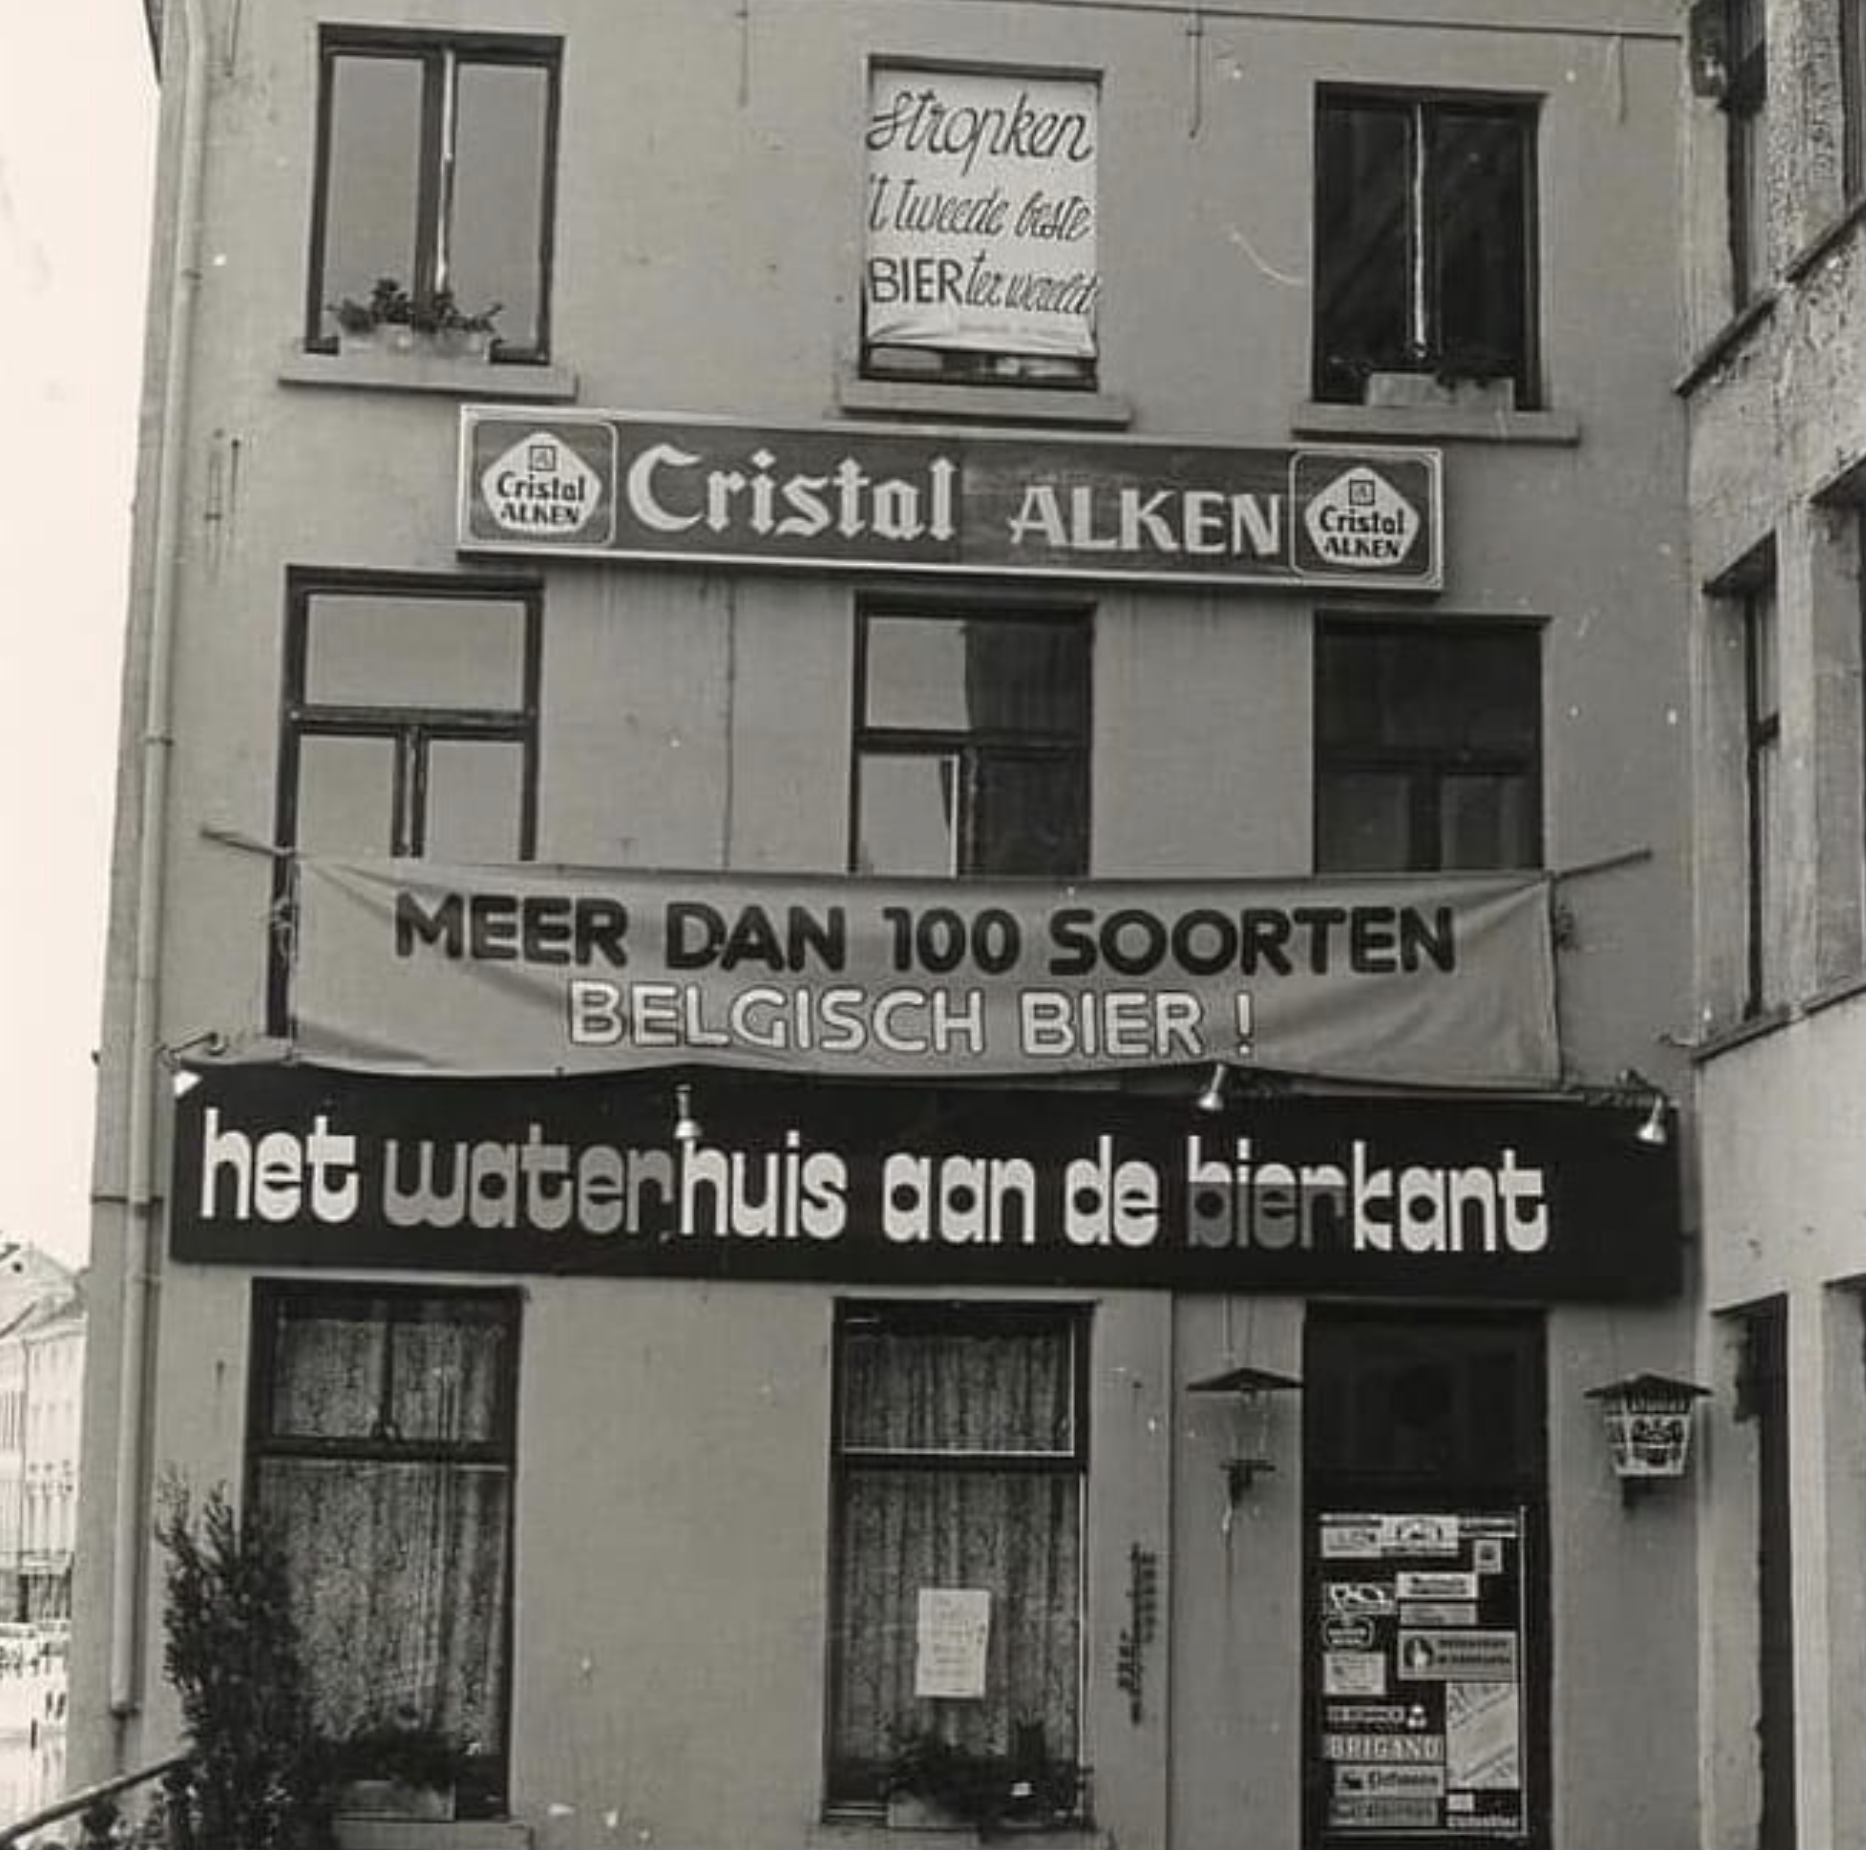 Stropken
't tweede beste
BIER ter wereld
Cristal
ALKEN
Cristal ALKEN
Cristal
ALKEN
MEER DAN 100 SOORTEN
BELGISCH BIER !
het waterhuis aan de bierkant
BRIGAND